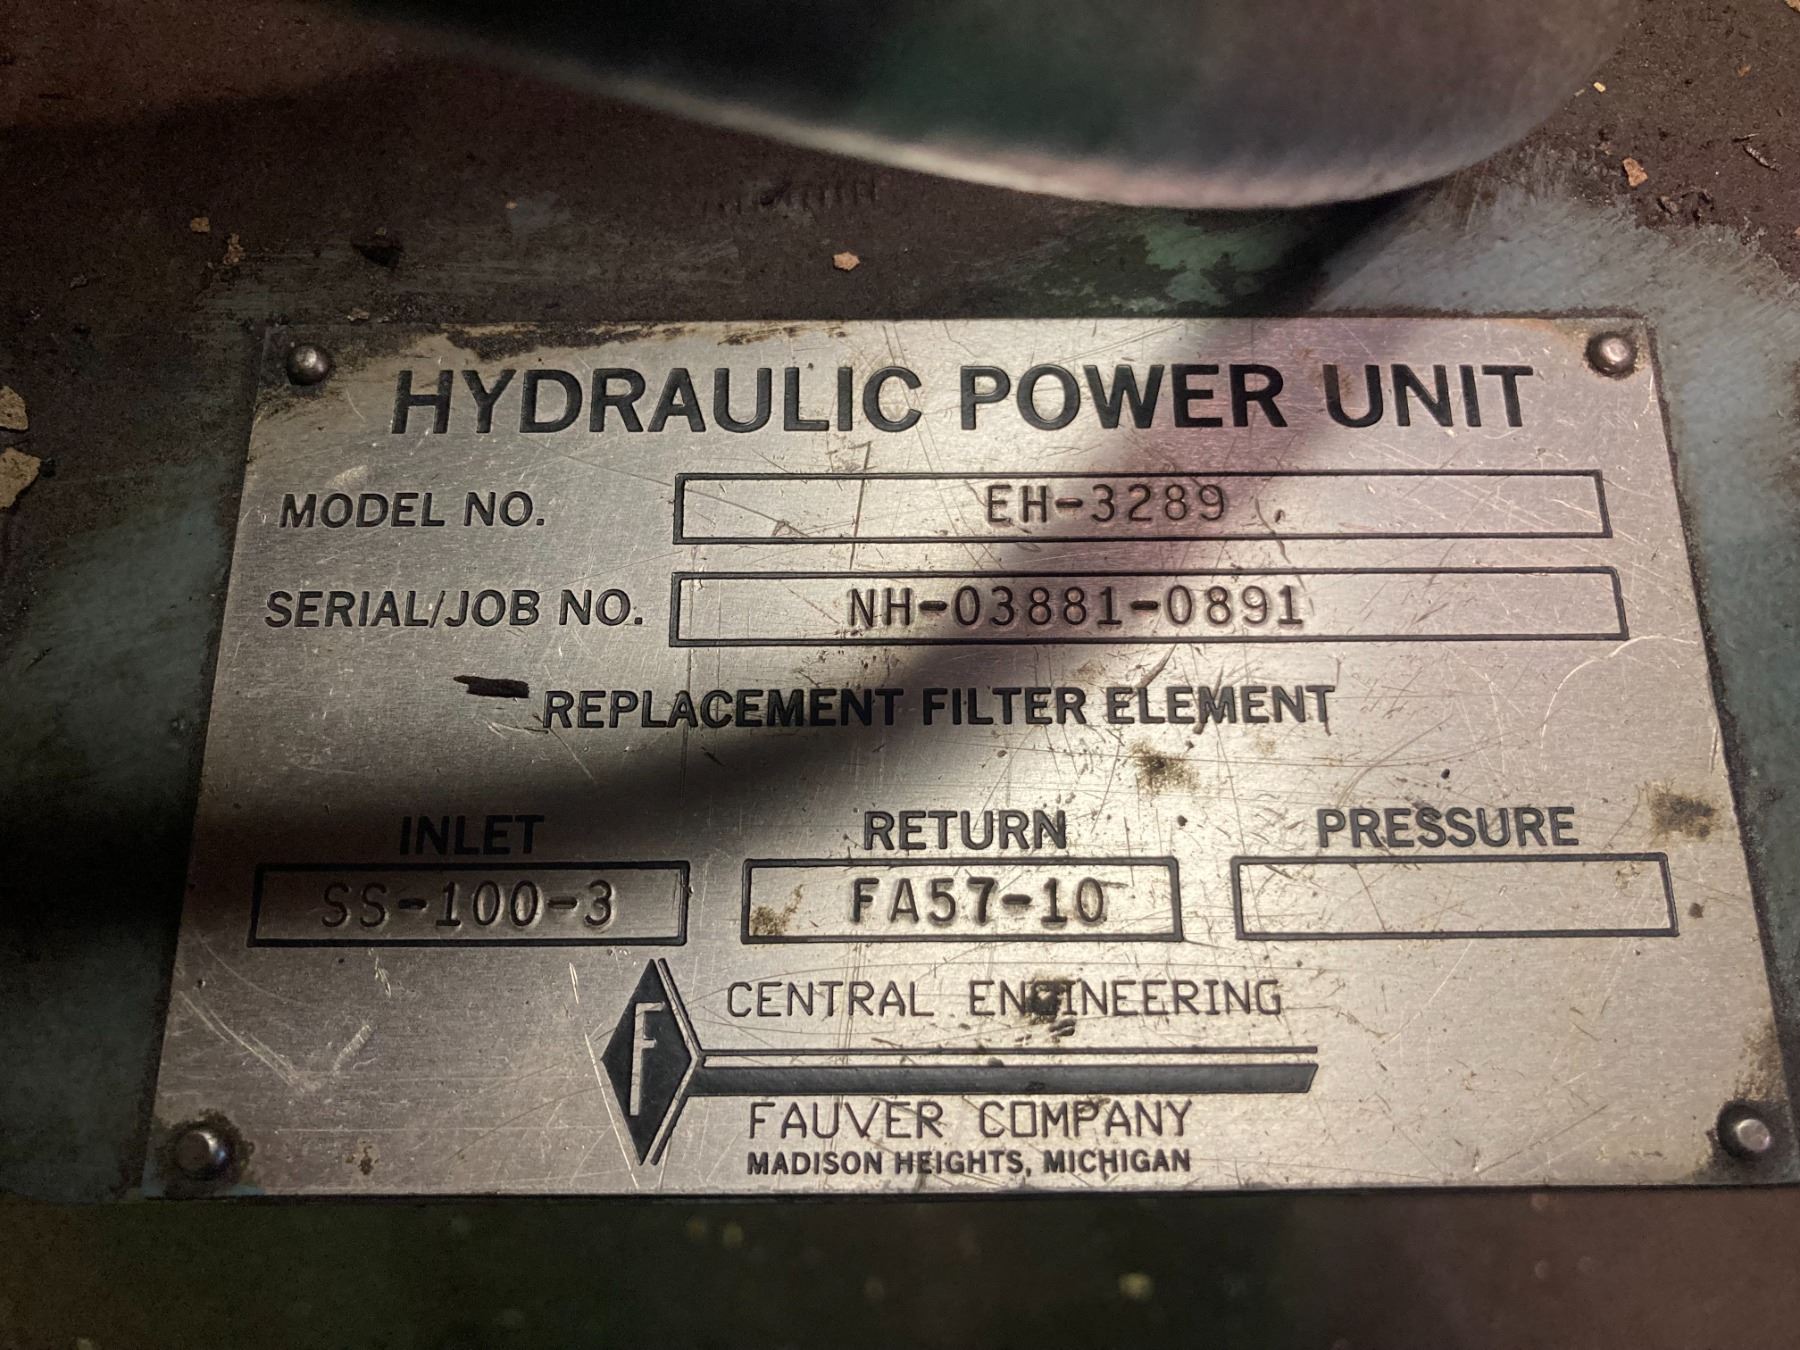 HYDRAULIC POWER UNIT
MODEL NO. EH-3289
SERIAL/JOB NO. NH-03881-0891
REPLACEMENT FILTER ELEMENT
INLET RETURN PRESSURE
SS-100-3 FA57-10
F
CENTRAL ENGINEERING
FAUVER COMPANY
MADISON HEIGHTS, MICHIGAN